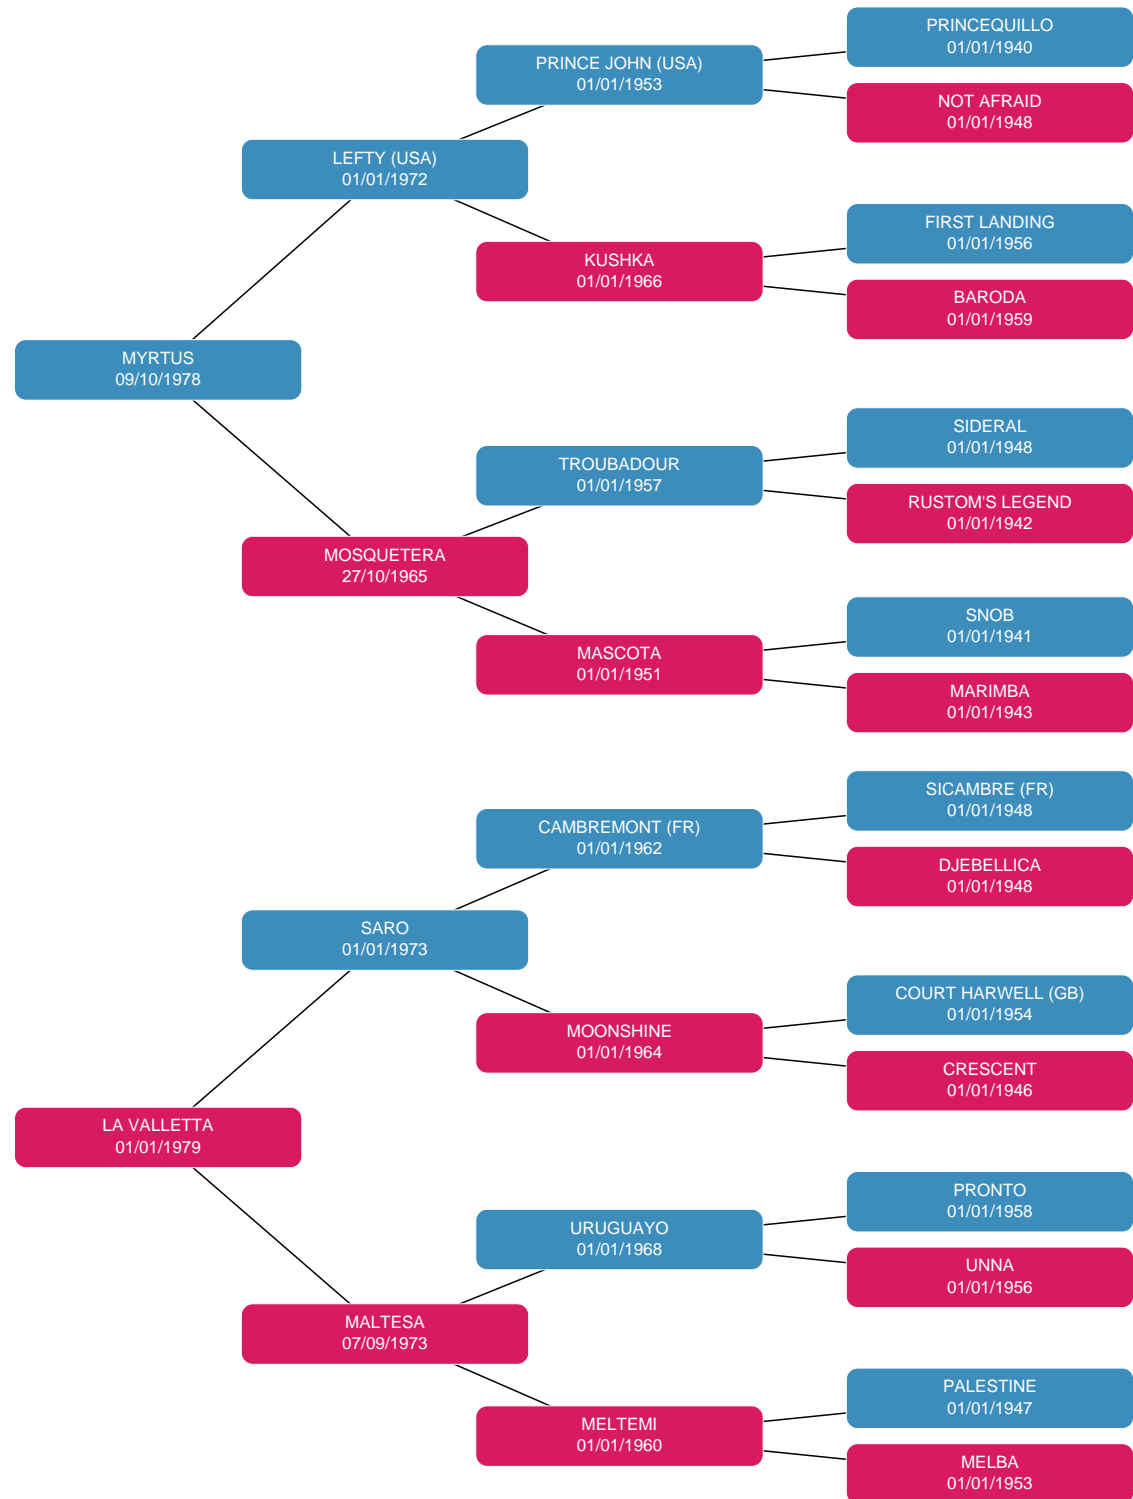 PRINCEQUILLO
01/01/1940
PRINCE JOHN (USA)
01/01/1953
NOT AFRAID
01/01/1948
LEFTY (USA)
01/01/1972
FIRST LANDING
01/01/1956
KUSHKA
01/01/1966
BARODA
01/01/1959
MYRTUS
09/10/1978
SIDERAL
01/01/1948
TROUBADOUR
01/01/1957
RUSTOM'S LEGEND
01/01/1942
MOSQUETERA
27/10/1965
SNOB
01/01/1941
MASCOTA
01/01/1951
MARIMBA
01/01/1943
SICAMBRE (FR)
01/01/1948
CAMBREMONT (FR)
01/01/1962
DJEBELLICA
01/01/1948
SARO
01/01/1973
COURT HARWELL (GB)
01/01/1954
MOONSHINE
01/01/1964
CRESCENT
01/01/1946
LA VALLETTA
01/01/1979
PRONTO
01/01/1958
URUGUAYO
01/01/1968
UNNA
01/01/1956
MALTESA
07/09/1973
PALESTINE
01/01/1947
MELTEMI
01/01/1960
MELBA
01/01/1953